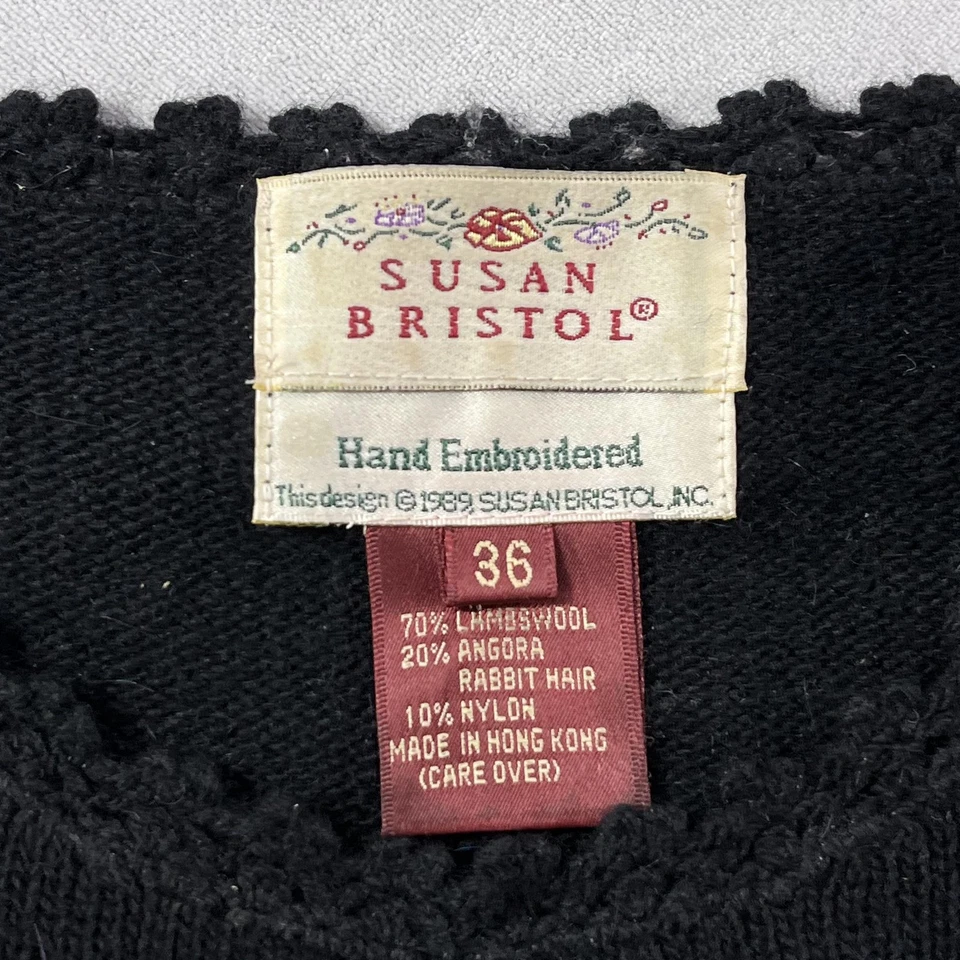 SUSAN
BRISTOL®
Hand Embroidered
This design © 1989, SUSAN BRISTOL, INC.
36
70% LAMBSWOOL
20% ANGORA
RABBIT HAIR
10% NYLON
MADE IN HONG KONG
(CARE OVER)